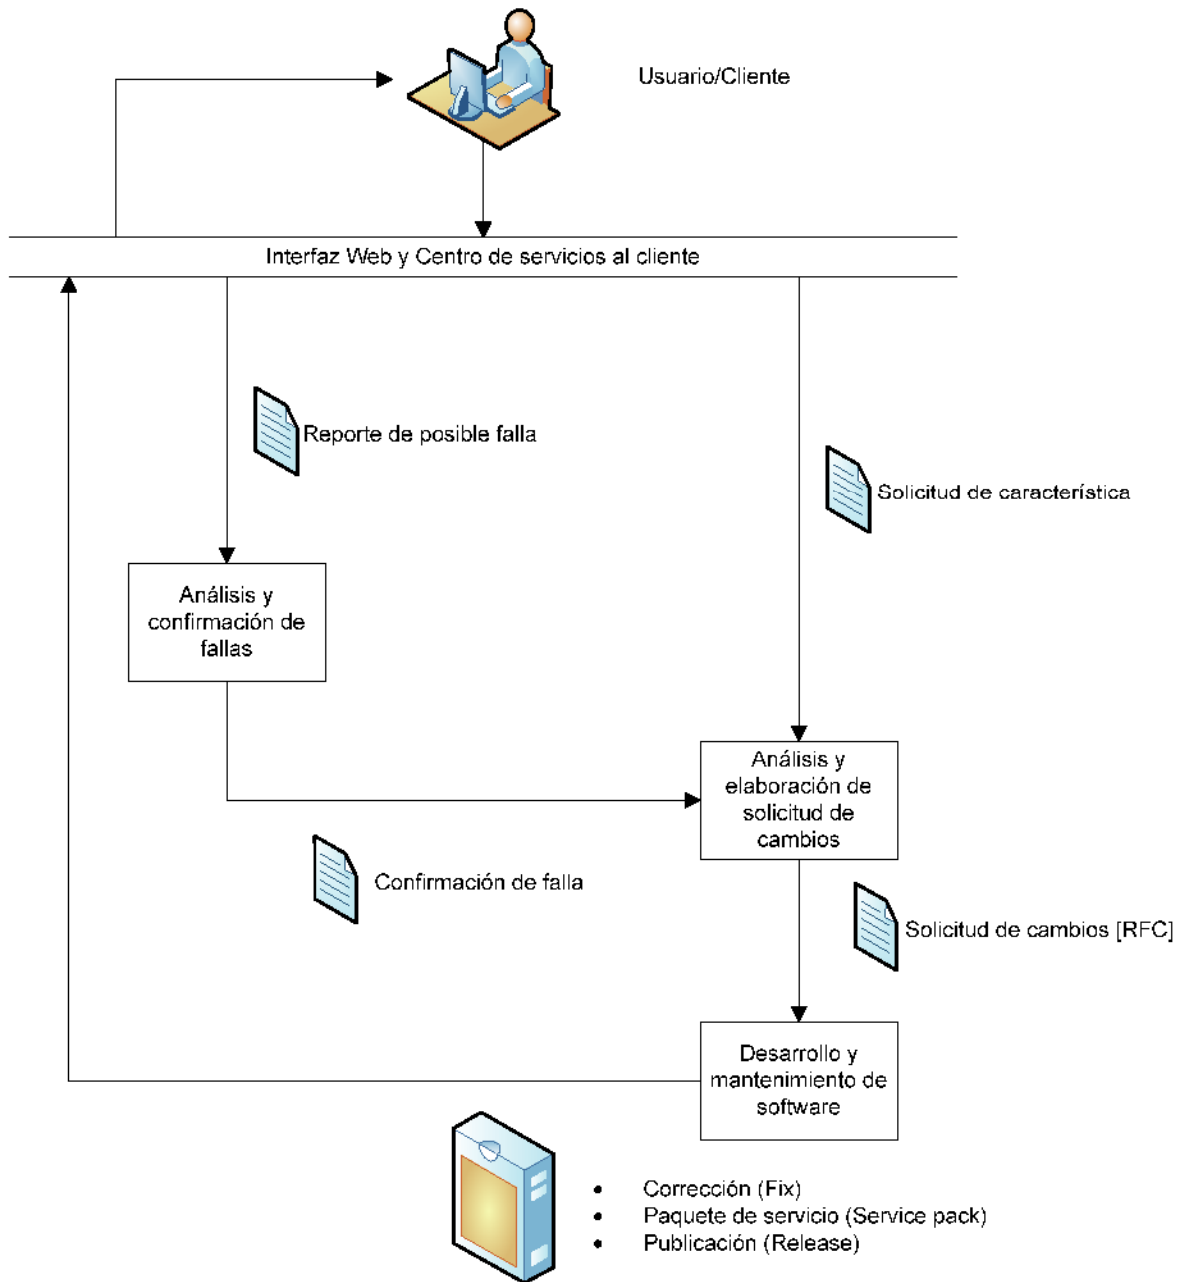 Usuario/Cliente
Interfaz Web y Centro de servicios al cliente
Reporte de posible falla
Solicitud de característica
Análisis y
confirmación de
fallas
Análisis y
elaboración de
solicitud de
cambios
Confirmación de falla
Solicitud de cambios [RFC]
Desarrollo y
mantenimiento de
software
• Corrección (Fix)
• Paquete de servicio (Service pack)
• Publicación (Release)